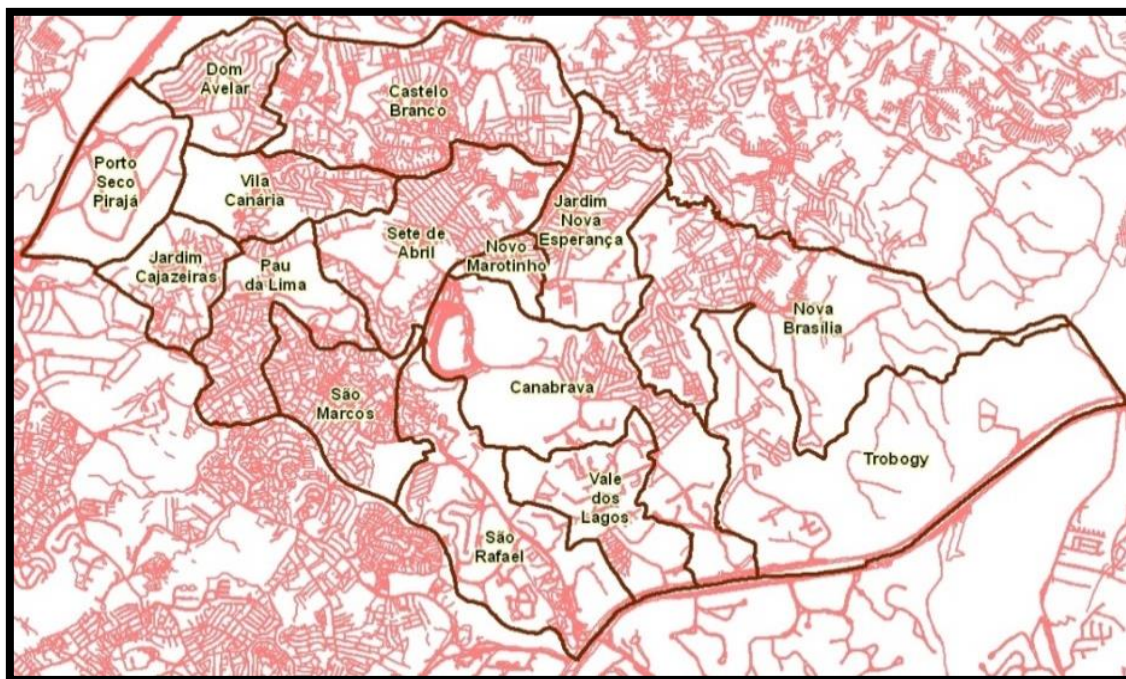 Dom
Avelar
Castelo
Branco
Porto
Seco
Pirajá
Vila
Canária
Jardim
Nova
Esperança
Sete de
Abril
Novo
Marotinho
Jardim
Cajazeiras
Pau
da Lima
Nova
Brasília
Canabrava
São
Marcos
Trobogy
Vale
dos
Lagos
São
Rafael